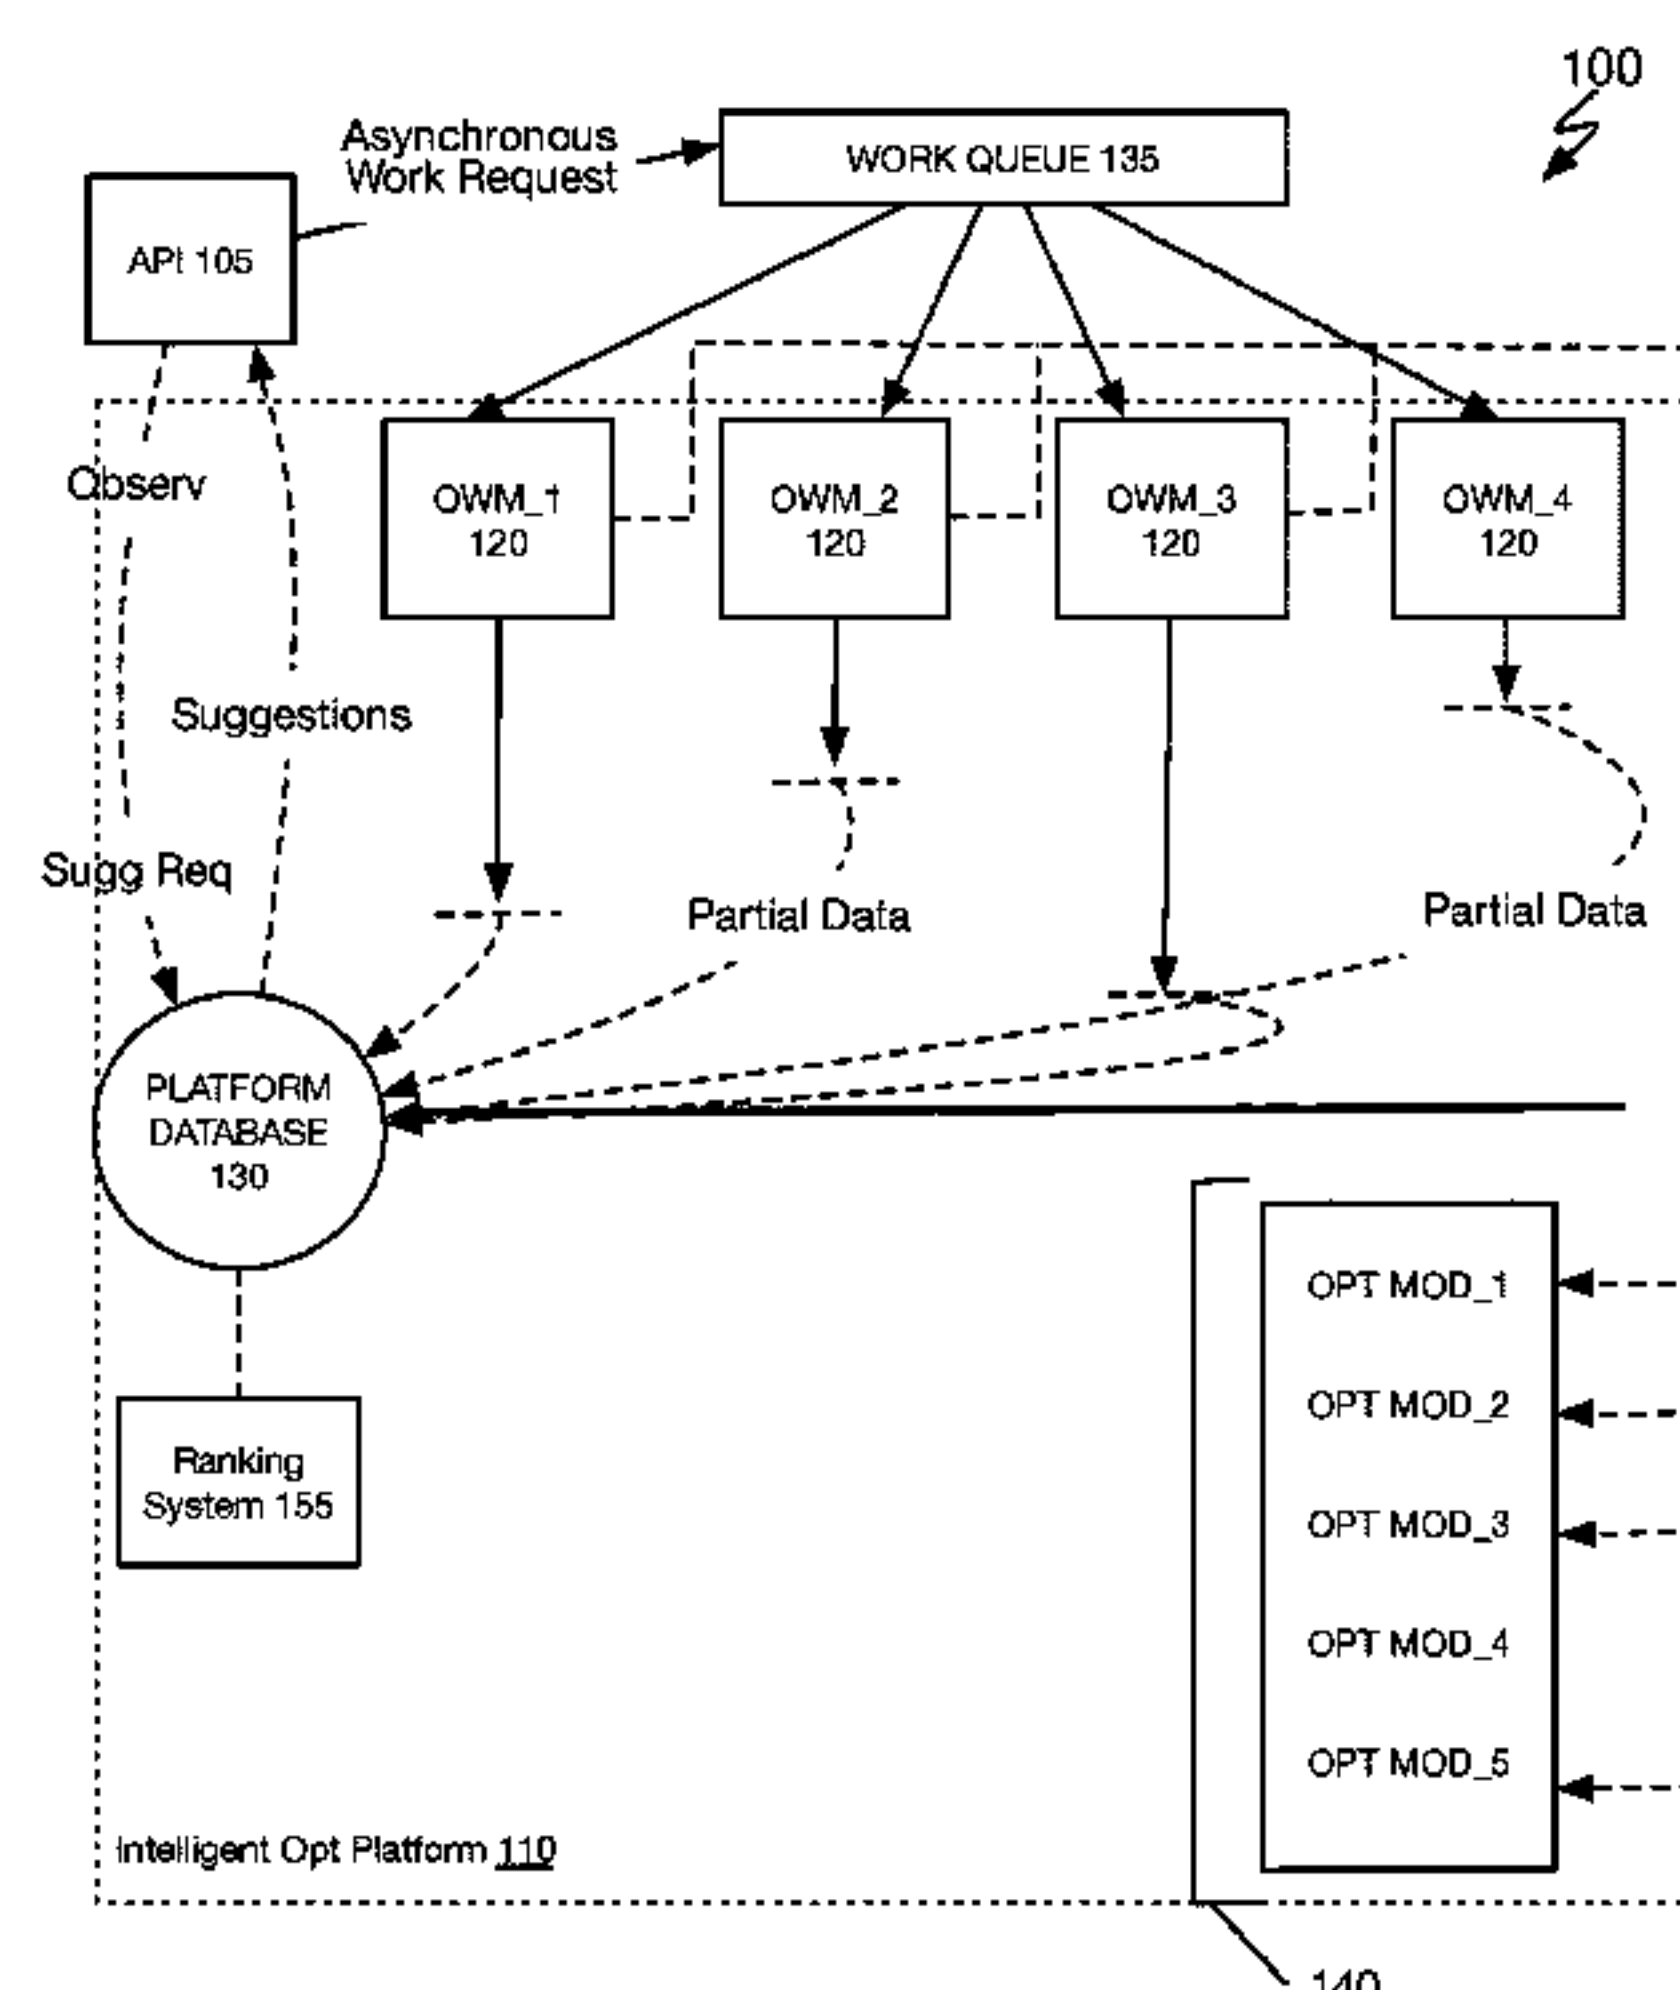 100
Asynchronous
Work Request
WORK QUEUE 135
API 105
Observ
OWM_1
120
OWM_2
120
OWM_3
120
OWM_4
120
Suggestions
Sugg Req
Partial Data
Partial Data
PLATFORM
DATABASE
130
OPT MOD_1
OPT MOD_2
OPT MOD_3
OPT MOD_4
OPT MOD_5
Ranking
System 155
Intelligent Opt Platform 110
140